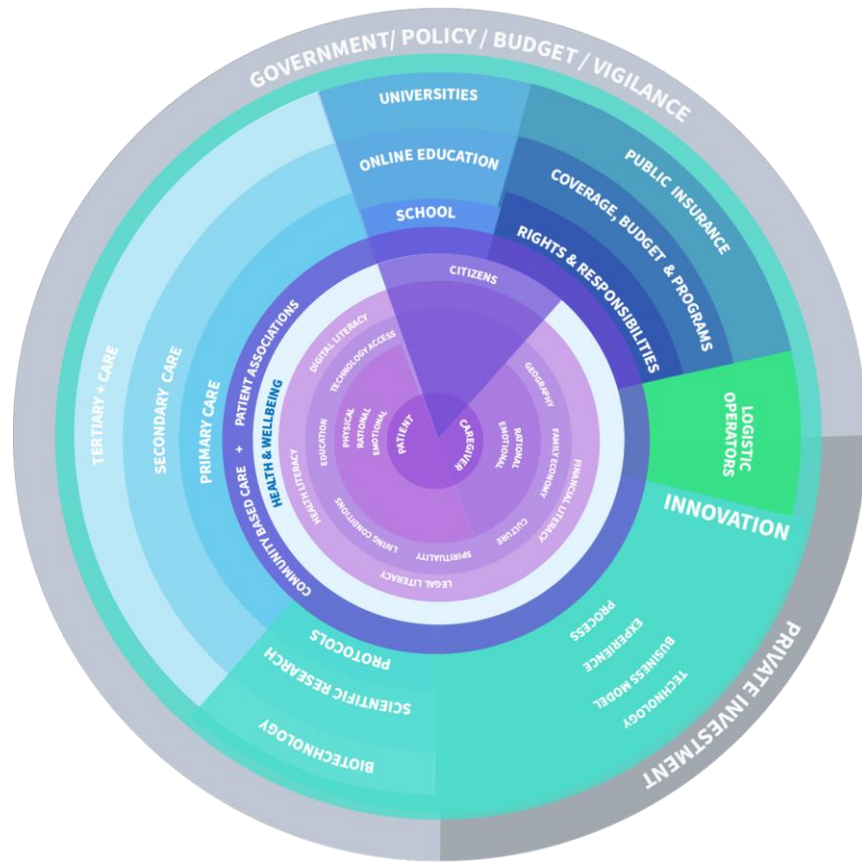 GOVERNMENT/ POLICY / BUDGET / VIGILANCE
UNIVERSITIES
ONLINE EDUCATION
SCHOOL
PUBLIC INSURANCE
COVERAGE, BUDGET & PROGRAMS
RIGHTS & RESPONSIBILITIES
CITIZENS
TERTIARY + CARE
SECONDARY CARE
PRIMARY CARE
COMMUNITY BASED CARE + PATIENT ASSOCIATIONS
HEALTH & WELLBEING
DIGITAL LITERACY
TECHNOLOGY ACCESS
HEALTH LITERACY
EDUCATION
PHYSICAL
RATIONAL
EMOTIONAL
PATIENT
CAREGIVER
RATIONAL
EMOTIONAL
GEOGRAPHY
FAMILY ECONOMY
FINANCIAL LITERACY
CULTURE
SPIRITUALITY
LIVING CONDITIONS
LEGAL LITERACY
LOGISTIC
OPERATORS
INNOVATION
PROCESS
EXPERIENCE
BUSINESS MODEL
TECHNOLOGY
PRIVATE INVESTMENT
PROTOCOLS
SCIENTIFIC RESEARCH
BIOTECHNOLOGY